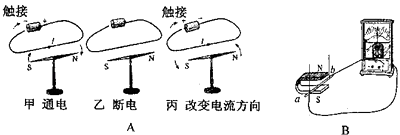 触接 触接
+ - - +
I I
S N S N S N
甲 通电 乙 断电 丙 改变电流方向
A
N b
a S
B